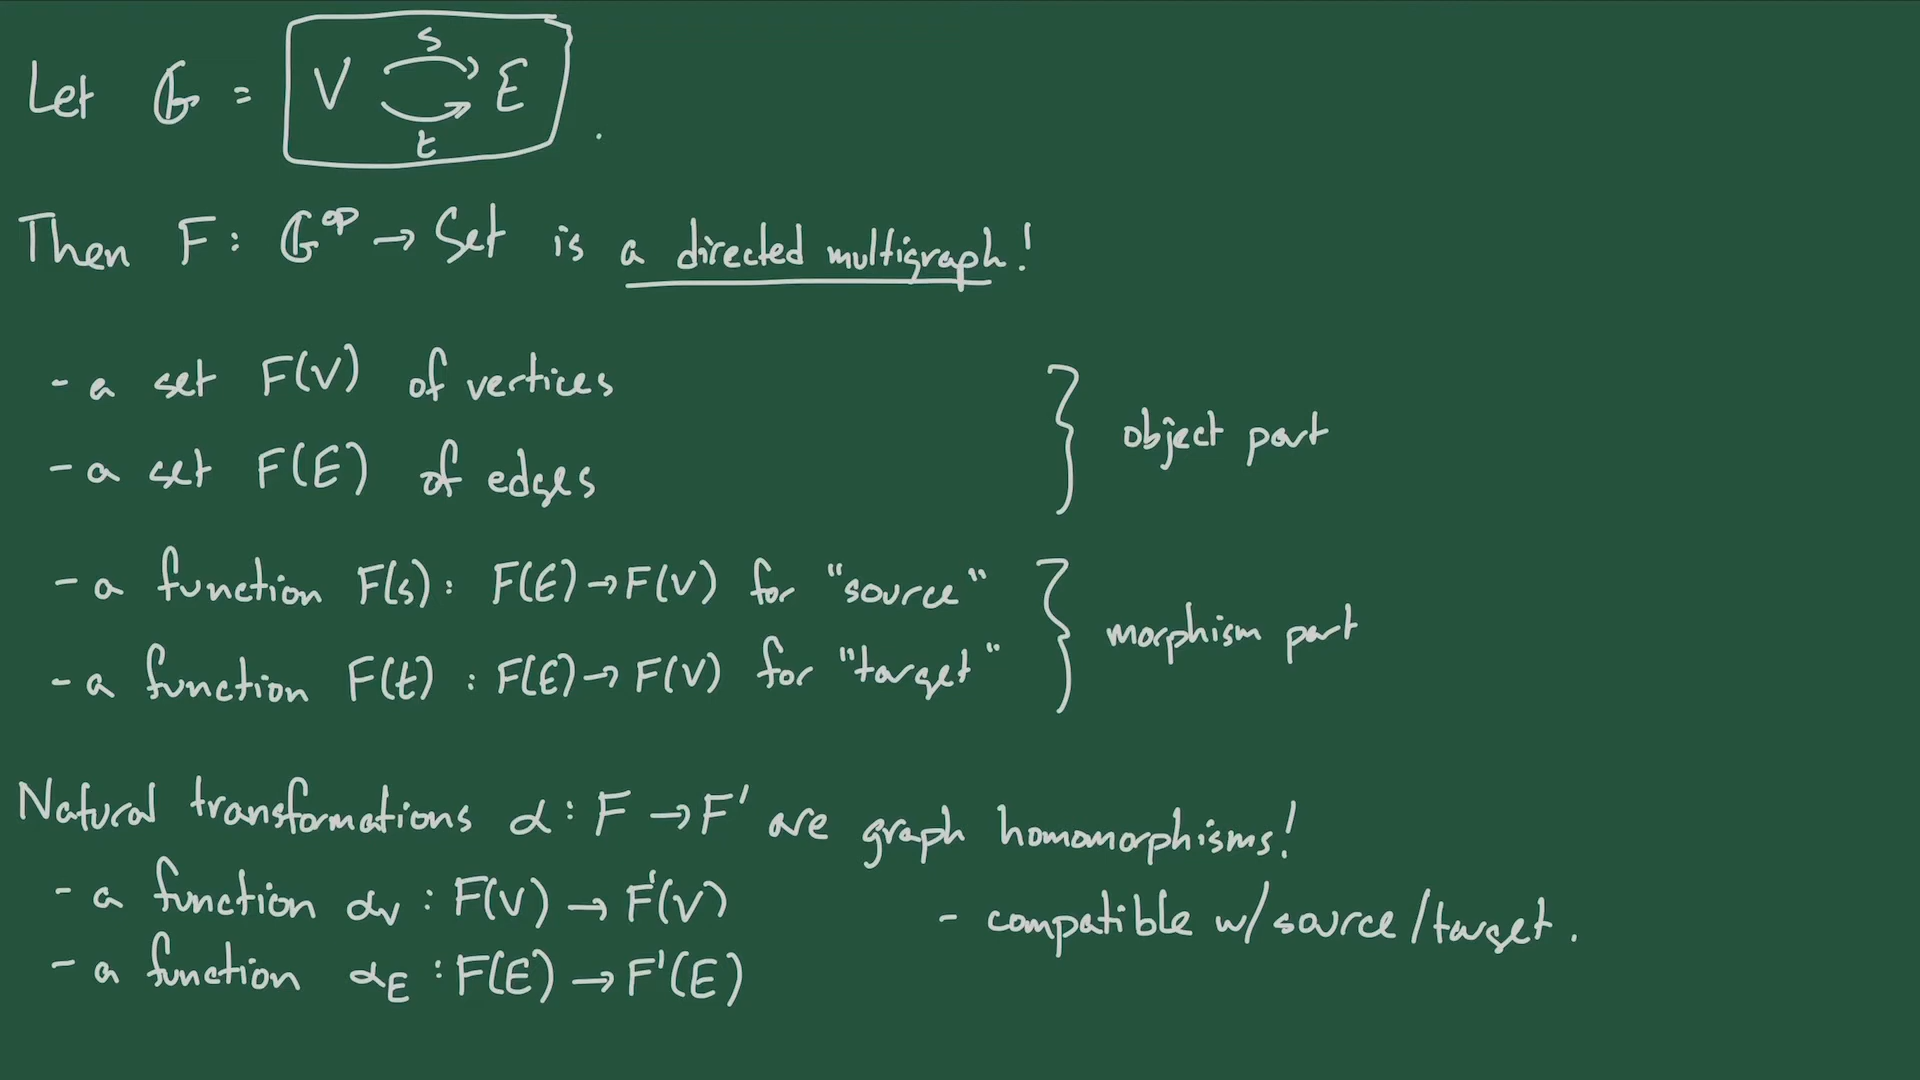 Let 𝔾 = V s t E .
Then F: 𝔾^op → Set is a directed multigraph!
- a set F(V) of vertices
- a set F(E) of edges
object part
- a function F(s): F(E) → F(V) for "source"
- a function F(t) : F(E) → F(V) for "target"
morphism part
Natural transformations α : F → F' are graph homomorphisms!
- a function α_V : F(V) → F'(V)
- a function α_E : F(E) → F'(E)
- compatible w/ source/target.